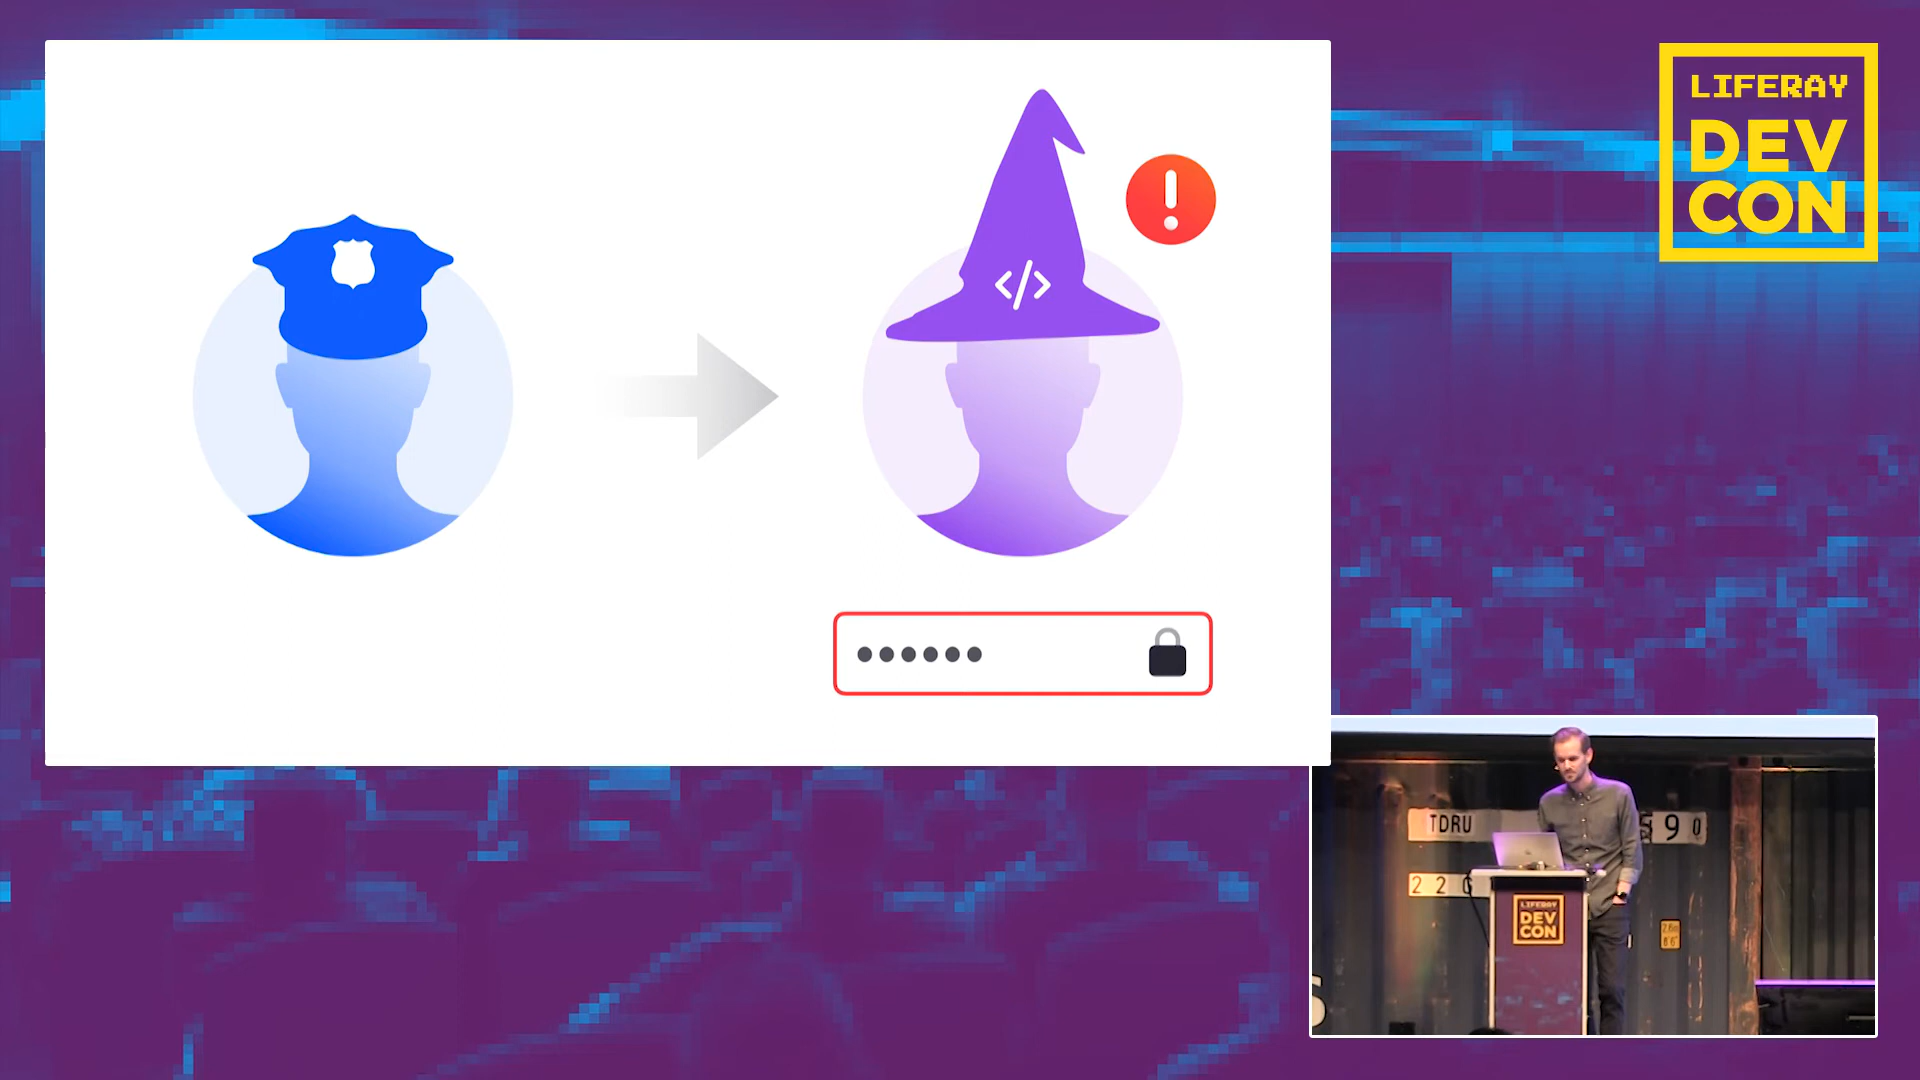 LIFERAY
DEV
CON
</>
TDRU
590
22
LIFERAY
DEV
CON